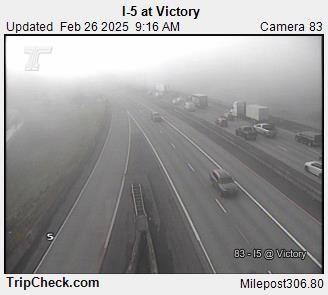 I-5 at Victory
Updated  Feb 26 2025  9:16 AM
Camera 83
S
83 - I5 @ Victory
TripCheck.com
Milepost306.80